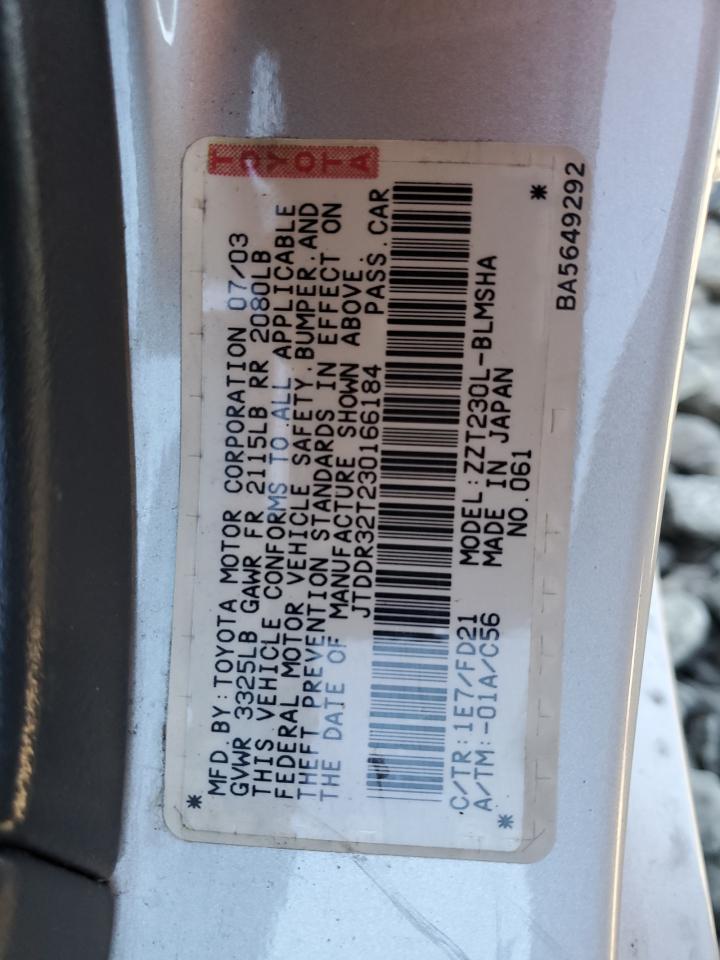 TOYOTA
MFD. BY: TOYOTA MOTOR CORPORATION 07/03
GVWR 3325LB GAWR FR 2115LB RR 2080LB
THIS VEHICLE CONFORMS TO ALL APPLICABLE
FEDERAL MOTOR VEHICLE SAFETY, BUMPER, AND
THEFT PREVENTION STANDARDS IN EFFECT ON
THE DATE OF MANUFACTURE SHOWN ABOVE.
JTDDR32T230166184 PASS. CAR
C/TR: 1E7/FD21 MODEL: ZZT230L-BLMSHA
A/TM: -01A/C56 MADE IN JAPAN
NO. 061
BA5649292